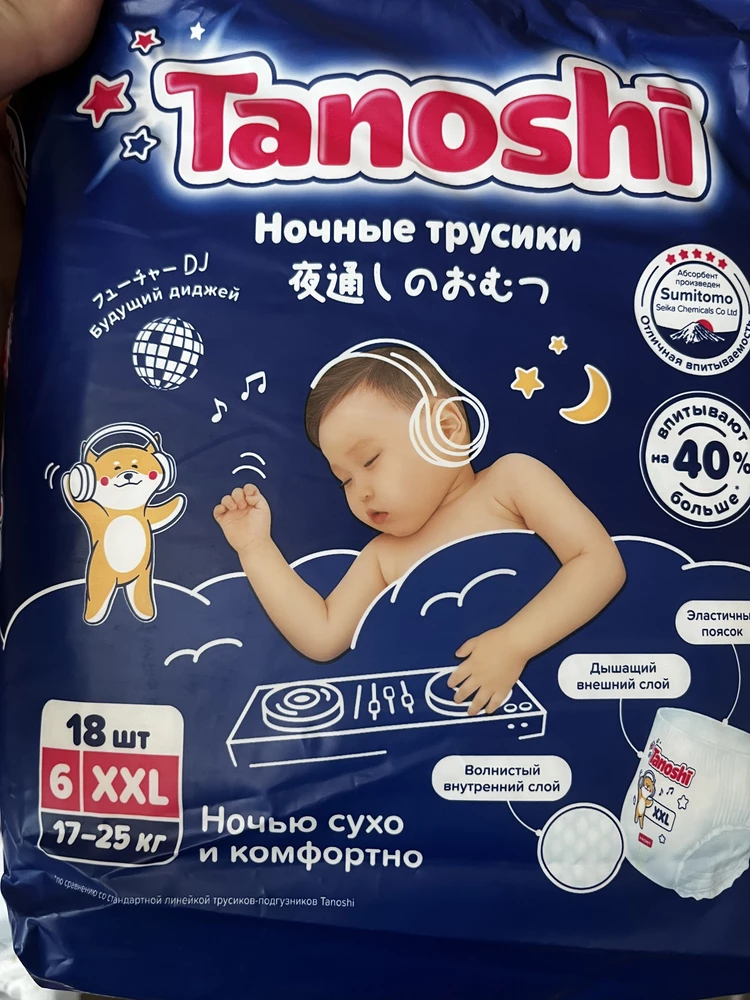 Tanoshi
Ночные трусики
夜通しのおむつ
フューチャー DJ
Будущий диджей
Абсорбент
произведен
Sumitomo
Seika Chemicals Co Ltd
Отличная впитываемость
впитывают
на 40%
больше*
Эластичный
поясок
Дышащий
внешний слой
Волнистый
внутренний слой
Tanoshi
XXL
18 шт
6 XXL
17–25 кг
Ночью сухо
и комфортно
*по сравнению со стандартной линейкой трусиков-подгузников Tanoshi